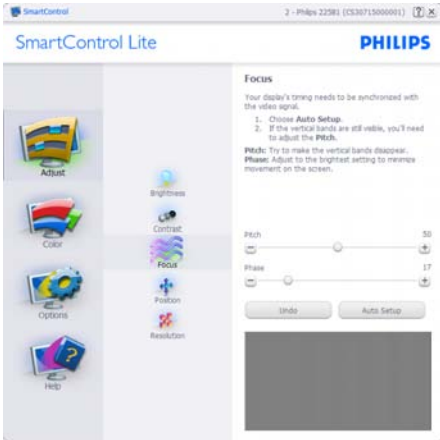 SmartControl
2 - Philips 225B1 (CS30715000001)
SmartControl Lite
PHILIPS
Adjust
Color
Options
Help
Brightness
Contrast
Focus
Position
Resolution
Focus
Your display's timing needs to be synchronized with
the video signal.
1. Choose Auto Setup.
2. If the vertical bands are still visible, you'll need
to adjust the Pitch.
Pitch: Try to make the vertical bands disappear.
Phase: Adjust to the brightest setting to minimize
movement on the screen.
Pitch 50
Phase 17
Undo
Auto Setup